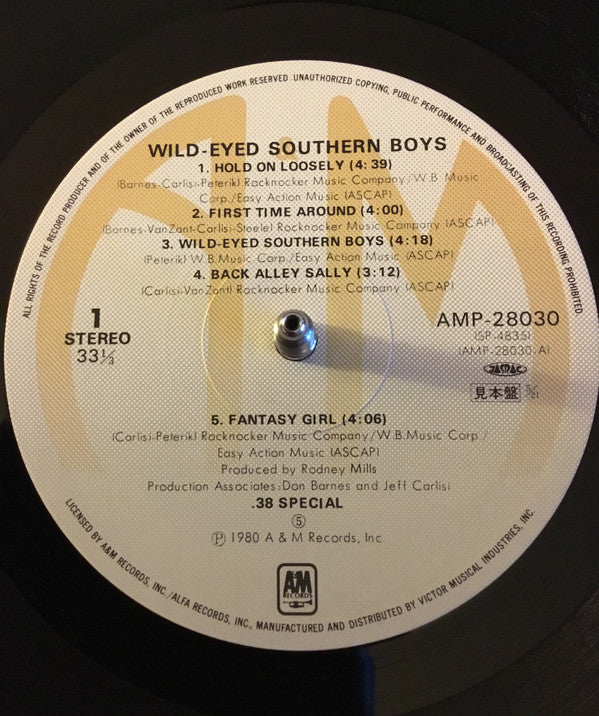 ALL RIGHTS OF THE RECORD PRODUCER AND OF THE OWNER OF THE REPRODUCED WORK RESERVED. UNAUTHORIZED COPYING, PUBLIC PERFORMANCE AND BROADCASTING OF THIS RECORDING PROHIBITED
WILD-EYED SOUTHERN BOYS
1. HOLD ON LOOSELY (4:39)
(Barnes-Carlisi-Peterik) Rocknocker Music Company/W.B. Music
Corp./Easy Action Music (ASCAP)
2. FIRST TIME AROUND (4:00)
(Barnes-VanZant-Carlisi-Steele) Rocknocker Music Company (ASCAP)
3. WILD-EYED SOUTHERN BOYS (4:18)
(Peterik) W.B.Music Corp./Easy Action Music (ASCAP)
4. BACK ALLEY SALLY (3:12)
(Carlisi-VanZant) Rocknocker Music Company (ASCAP)
1
STEREO
33⅓
AMP-28030
(SP-4835)
(AMP-28030-A)
JASRAC
見本盤
5. FANTASY GIRL (4:06)
(Carlisi-Peterik) Rocknocker Music Company/W.B.Music Corp./
Easy Action Music (ASCAP)
Produced by Rodney Mills
Production Associates:Don Barnes and Jeff Carlisi
.38 SPECIAL
⑤
Ⓟ 1980 A & M Records, Inc
A&M
RECORDS
LICENSED BY A&M RECORDS, INC./ALFA RECORDS, INC., MANUFACTURED AND DISTRIBUTED BY VICTOR MUSICAL INDUSTRIES, INC.